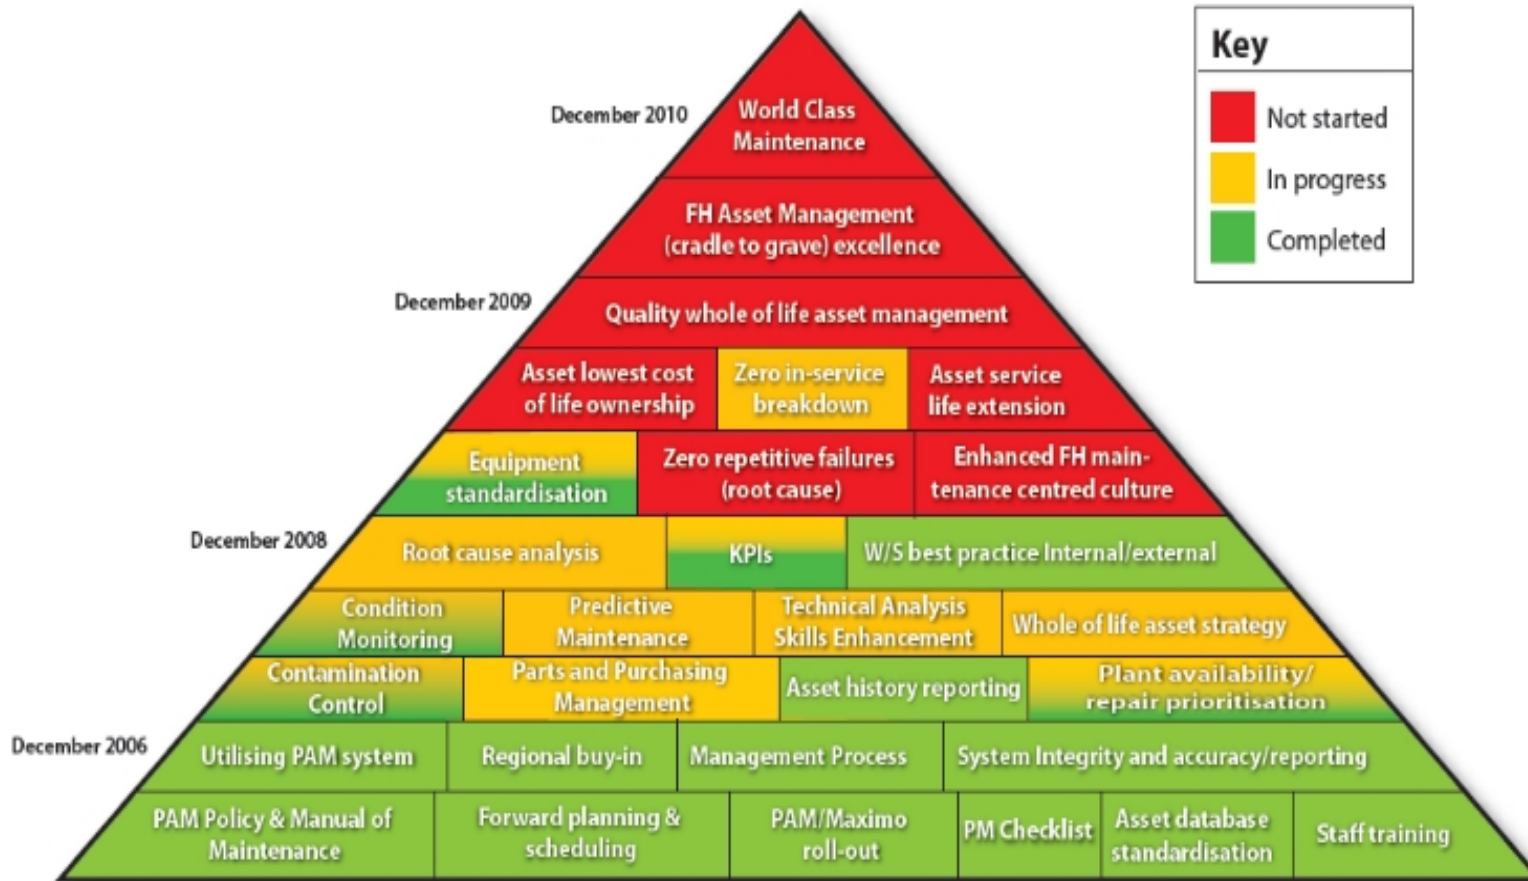 Key
Not started
In progress
Completed
December 2010
World Class
Maintenance
FH Asset Management
(cradle to grave) excellence
December 2009
Quality whole of life asset management
Asset lowest cost
of life ownership
Zero in-service
breakdown
Asset service
life extension
Equipment
standardisation
Zero repetitive failures
(root cause)
Enhanced FH main-
tenance centred culture
December 2008
Root cause analysis
KPIs
W/S best practice Internal/external
Condition
Monitoring
Predictive
Maintenance
Technical Analysis
Skills Enhancement
Whole of life asset strategy
Contamination
Control
Parts and Purchasing
Management
Asset history reporting
Plant availability/
repair prioritisation
December 2006
Utilising PAM system
Regional buy-in
Management Process
System Integrity and accuracy/reporting
PAM Policy & Manual of
Maintenance
Forward planning &
scheduling
PAM/Maximo
roll-out
PM Checklist
Asset database
standardisation
Staff training